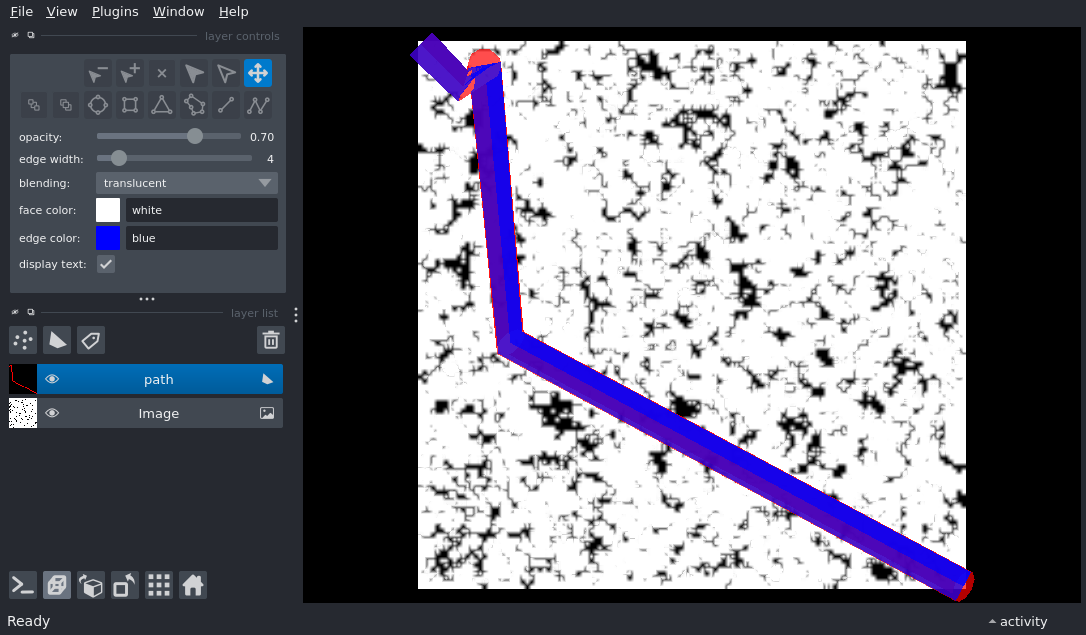 File View Plugins Window Help
layer controls
opacity: 0.70
edge width: 4
blending: translucent
face color: white
edge color: blue
display text:
layer list
path
Image
Ready
activity